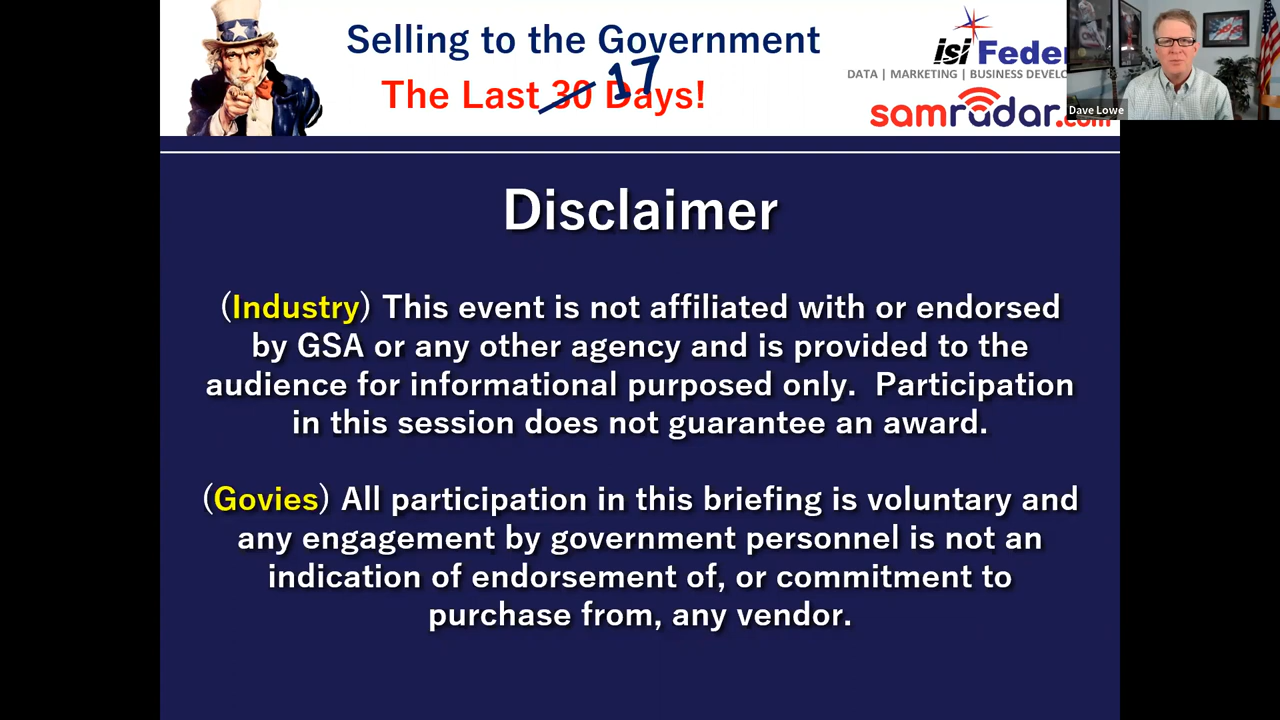 Selling to the Government
The Last 30 Days!
17
isi Feder
DATA | MARKETING | BUSINESS DEVELO
samradar.com
Dave Lowe
Disclaimer
(Industry) This event is not affiliated with or endorsed
by GSA or any other agency and is provided to the
audience for informational purposed only. Participation
in this session does not guarantee an award.
(Govies) All participation in this briefing is voluntary and
any engagement by government personnel is not an
indication of endorsement of, or commitment to
purchase from, any vendor.